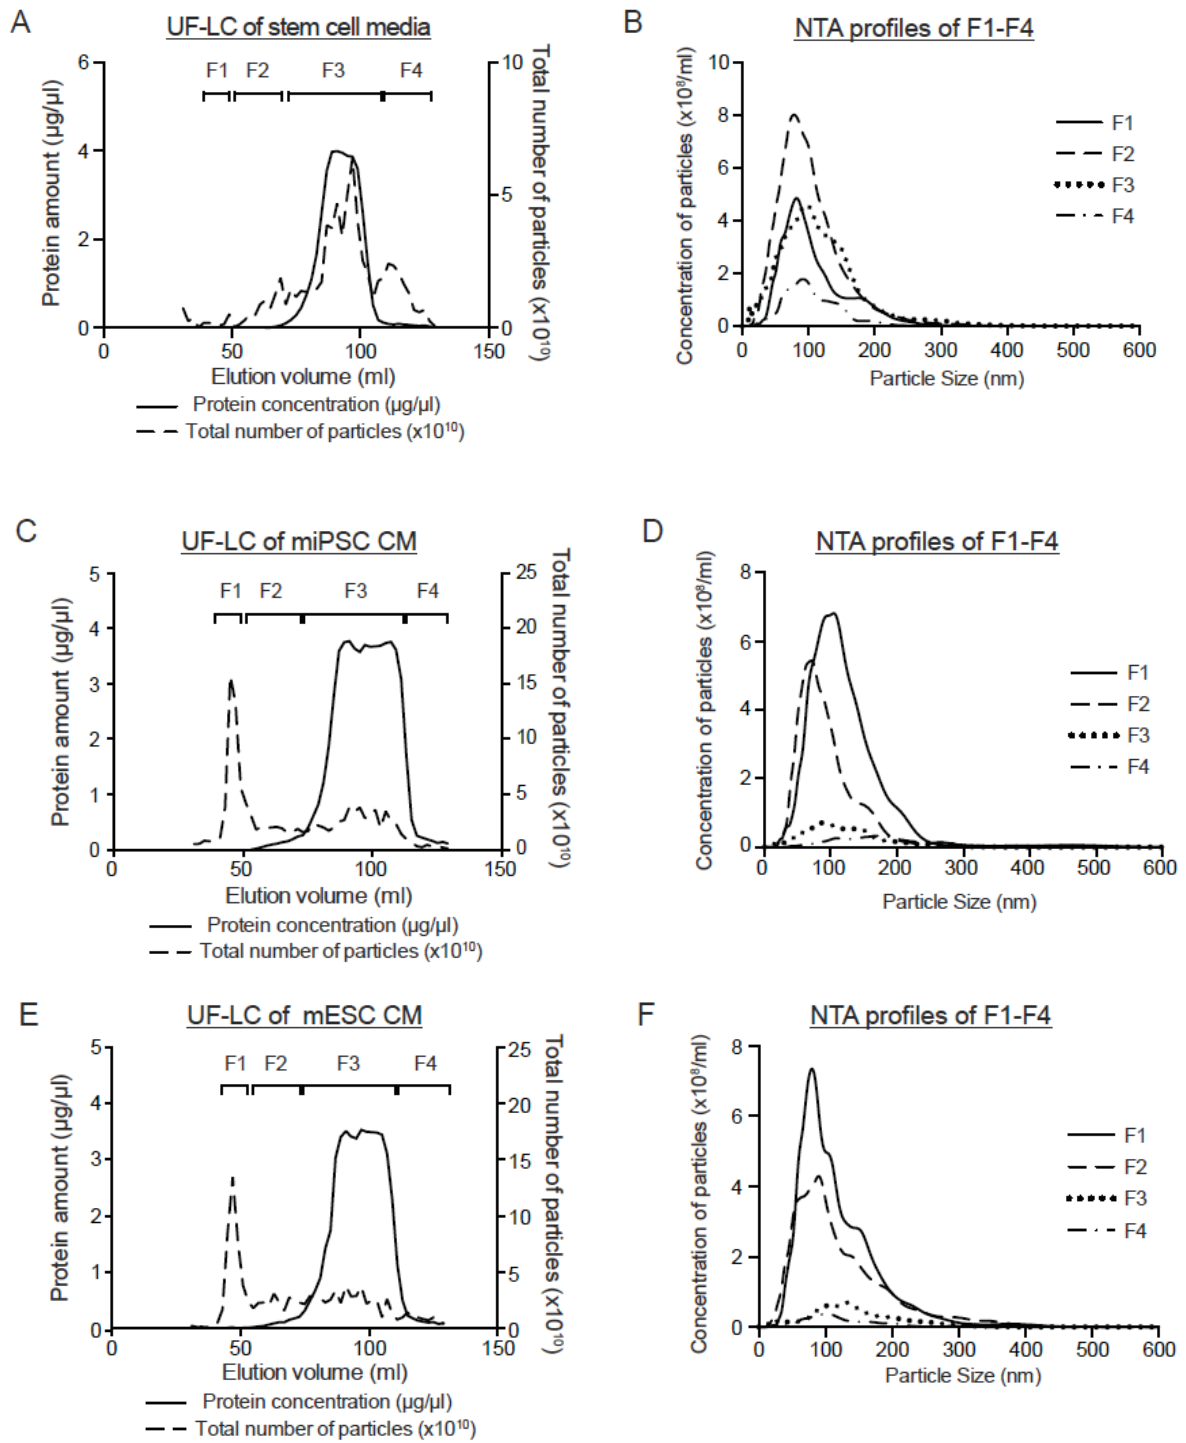 A
UF-LC of stem cell media
Protein amount (µg/µl)
6
4
2
0
F1 F2 F3 F4
10
5
0
Total number of particles (x10¹⁰)
0 50 100 150
Elution volume (ml)
Protein concentration (µg/µl)
Total number of particles (x10¹⁰)
B
NTA profiles of F1-F4
Concentration of particles (x10⁸/ml)
10
8
6
4
2
0
F1
F2
F3
F4
0 100 200 300 400 500 600
Particle Size (nm)
C
UF-LC of miPSC CM
Protein amount (µg/µl)
5
4
3
2
1
0
F1 F2 F3 F4
25
20
15
10
5
0
Total number of particles (x10¹⁰)
0 50 100 150
Elution volume (ml)
Protein concentration (µg/µl)
Total number of particles (x10¹⁰)
D
NTA profiles of F1-F4
Concentration of particles (x10⁸/ml)
8
6
4
2
0
F1
F2
F3
F4
0 100 200 300 400 500 600
Particle Size (nm)
E
UF-LC of mESC CM
Protein amount (µg/µl)
5
4
3
2
1
0
F1 F2 F3 F4
25
20
15
10
5
0
Total number of particles (x10¹⁰)
0 50 100 150
Elution volume (ml)
Protein concentration (µg/µl)
Total number of particles (x10¹⁰)
F
NTA profiles of F1-F4
Concentration of particles (x10⁸/ml)
8
6
4
2
0
F1
F2
F3
F4
0 100 200 300 400 500 600
Particle Size (nm)